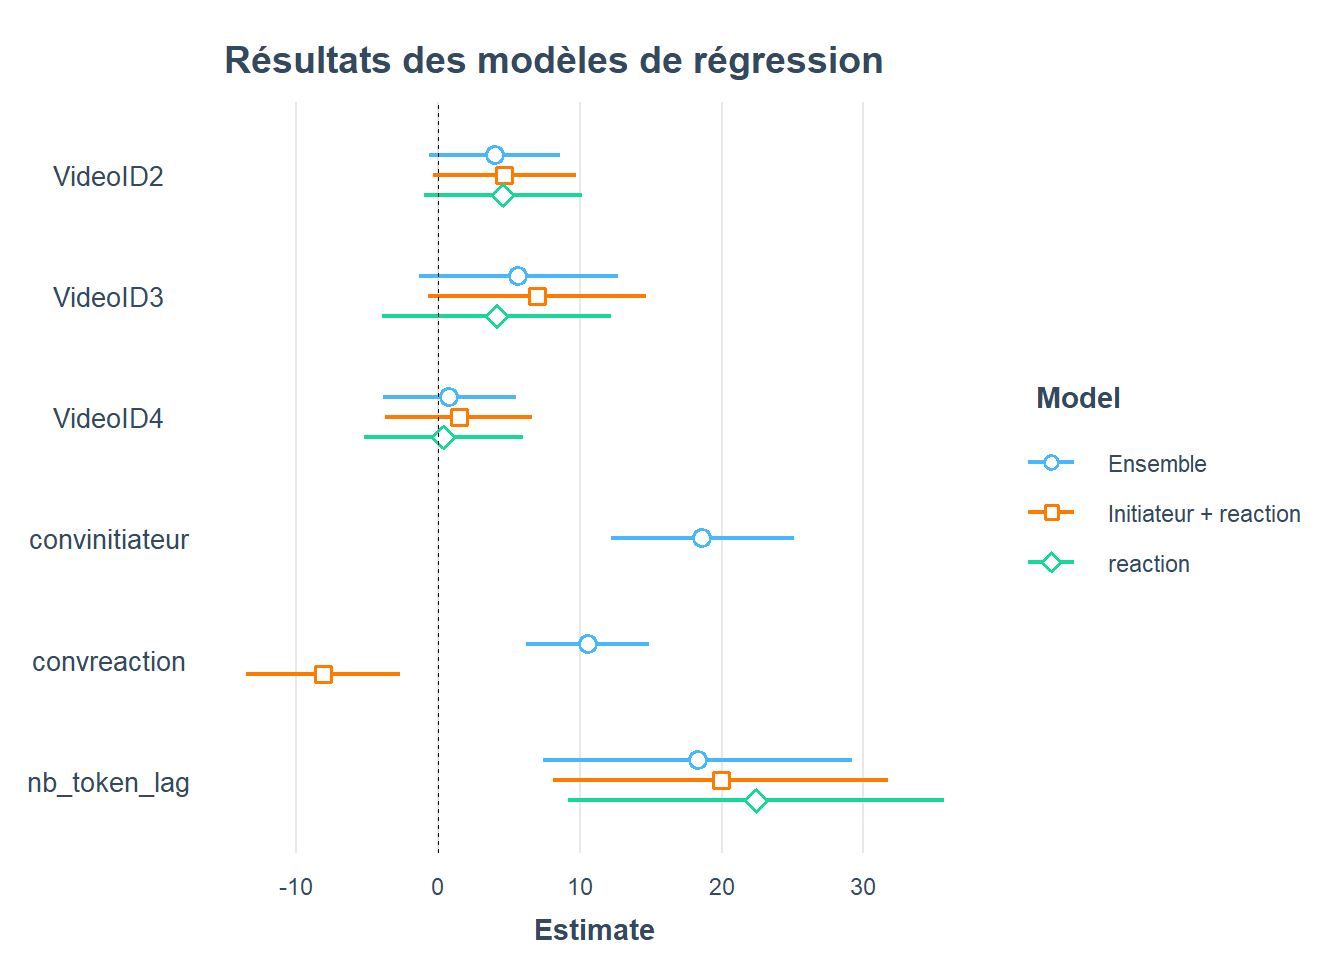 Résultats des modèles de régression
VideoID2
VideoID3
VideoID4
convinitiateur
convreaction
nb_token_lag
-10
0
10
20
30
Estimate
Model
Ensemble
Initiateur + reaction
reaction